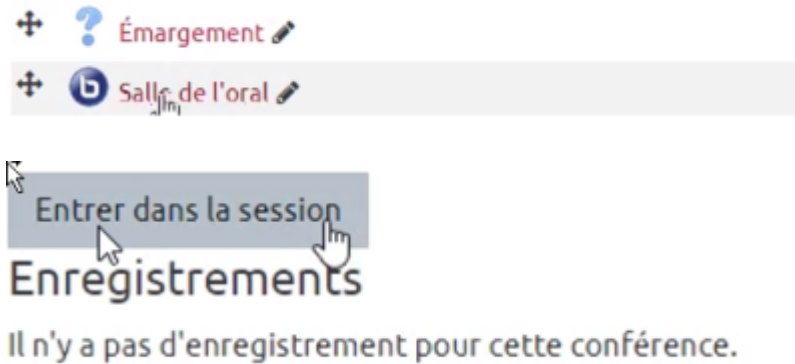 Émargement
Salle de l'oral
Entrer dans la session
Enregistrements
Il n'y a pas d'enregistrement pour cette conférence.